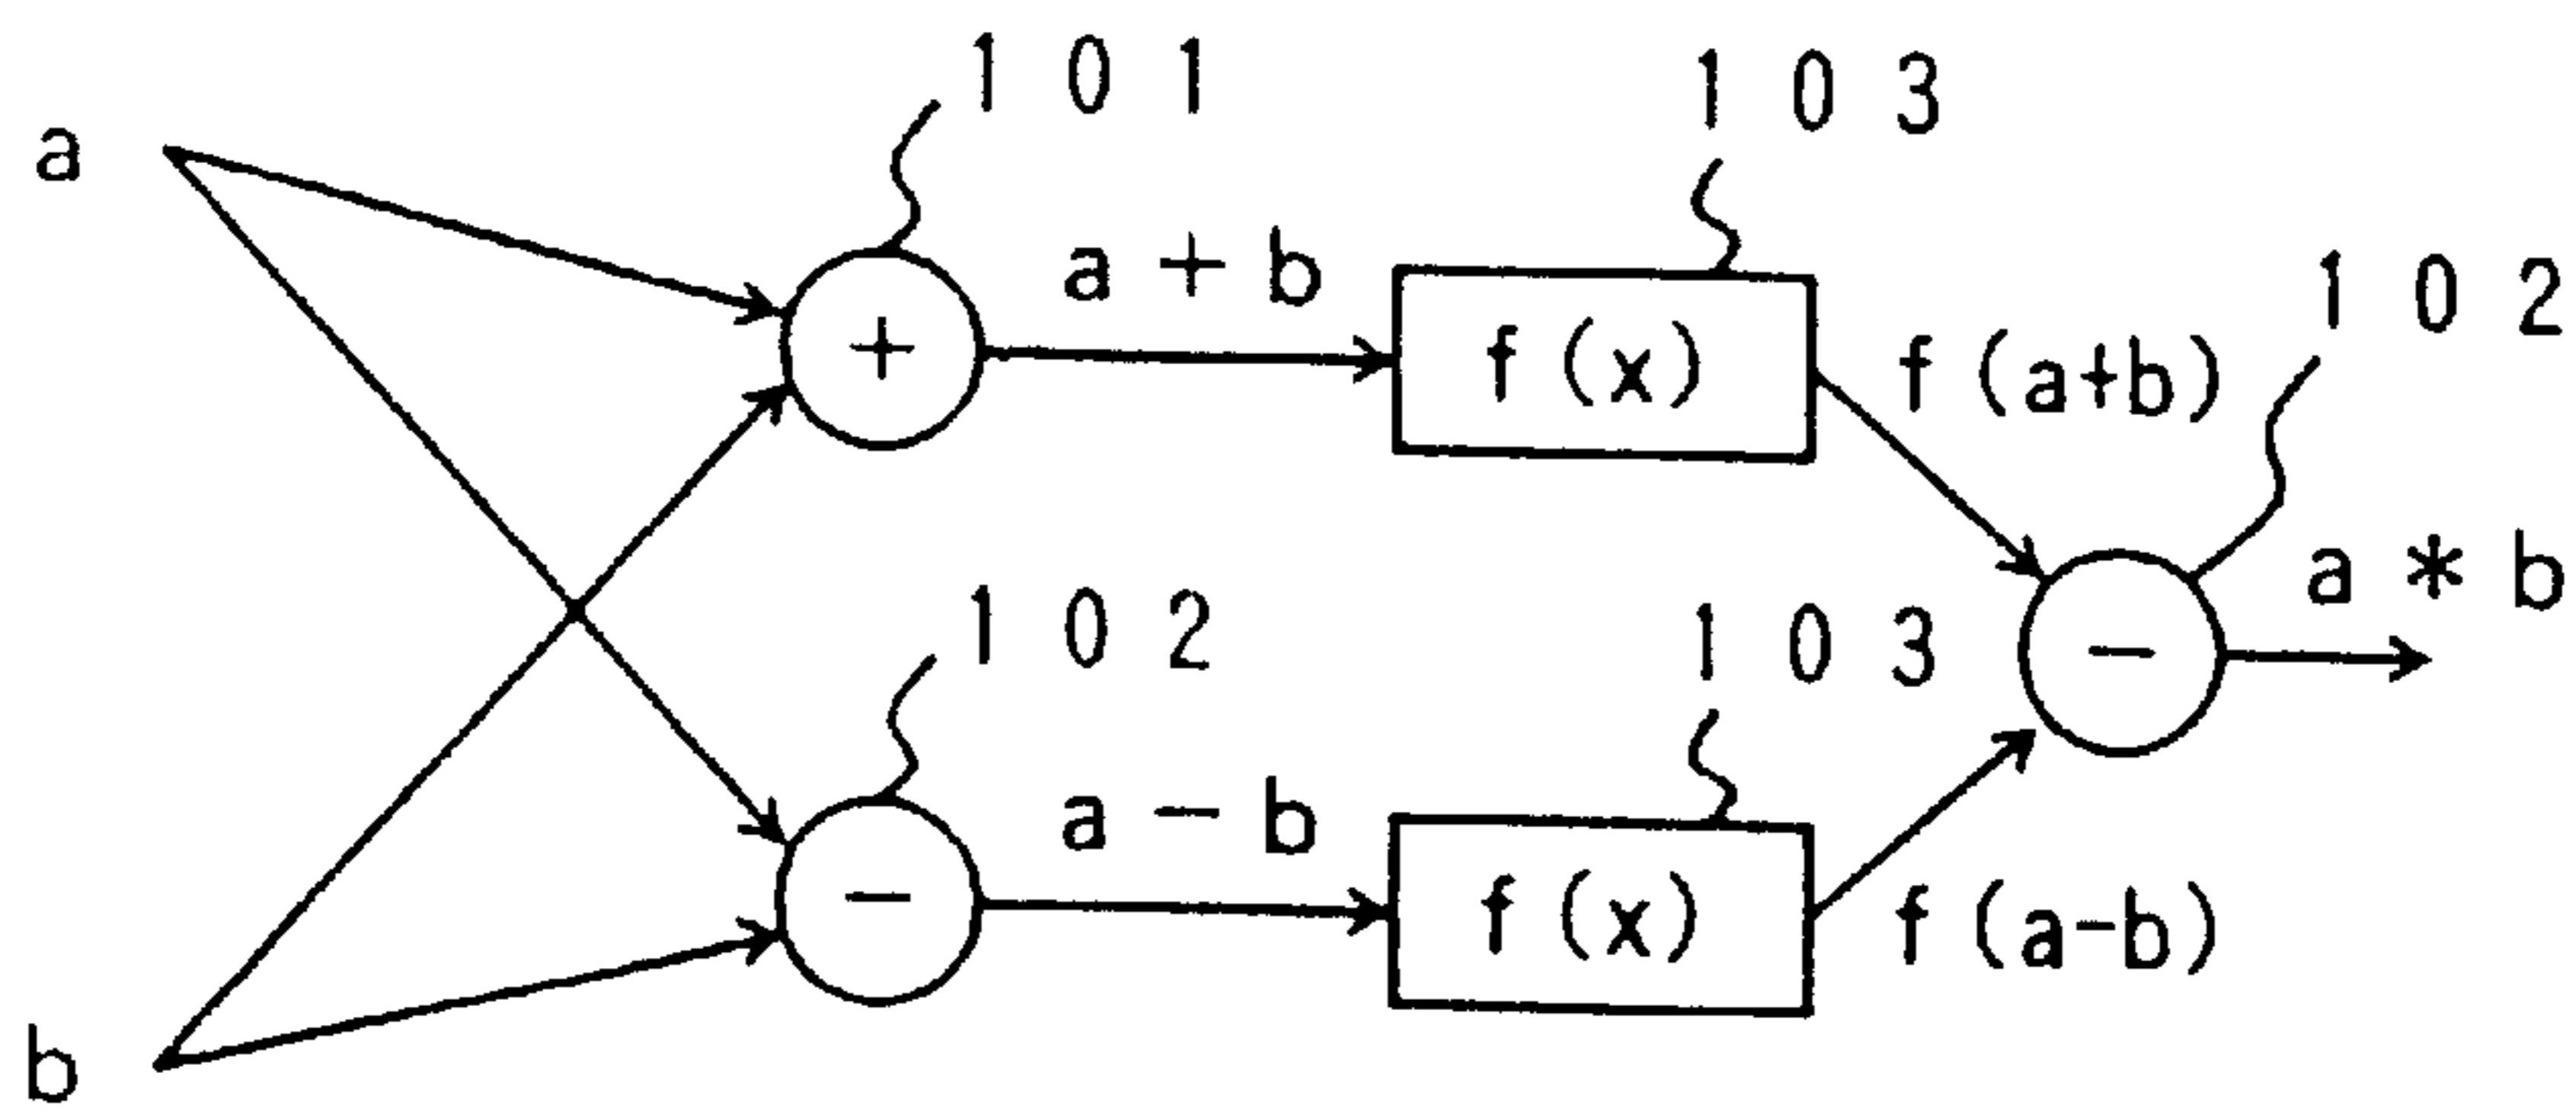 a
1 0 1
1 0 3
+
a + b
f (x)
f (a+b)
1 0 2
1 0 2
1 0 3
−
a * b
−
a − b
f (x)
f (a-b)
b